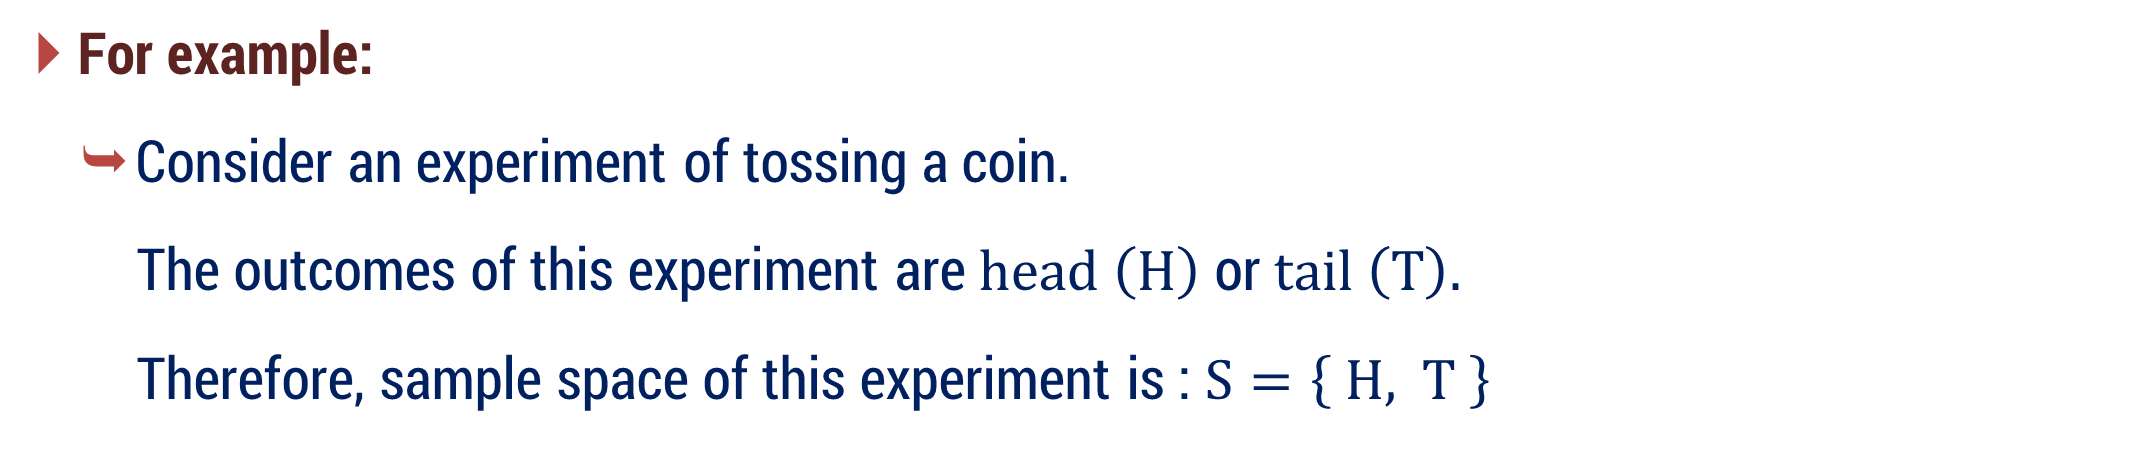 For example:
Consider an experiment of tossing a coin.
The outcomes of this experiment are head (H) or tail (T).
Therefore, sample space of this experiment is : S = { H, T }